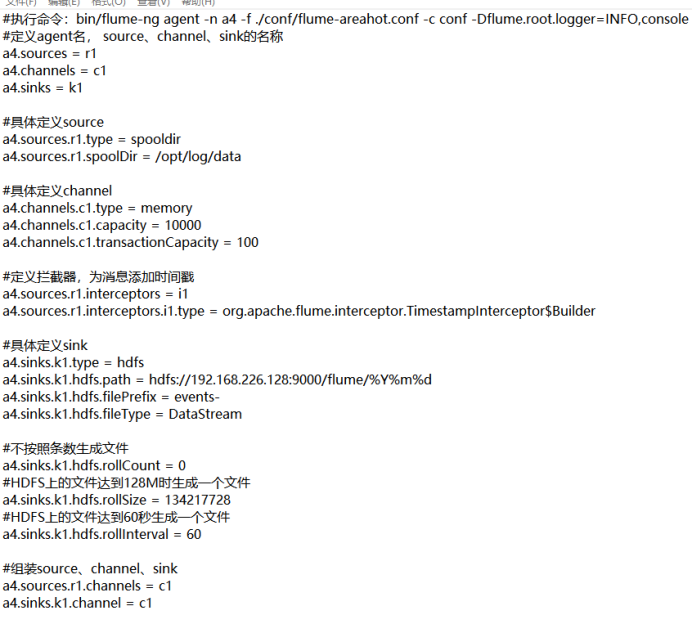 文件(F) 编辑(E) 格式(O) 查看(V) 帮助(H)
#执行命令：bin/flume-ng agent -n a4 -f ./conf/flume-areahot.conf -c conf -Dflume.root.logger=INFO,console
#定义agent名， source、channel、sink的名称
a4.sources = r1
a4.channels = c1
a4.sinks = k1
#具体定义source
a4.sources.r1.type = spooldir
a4.sources.r1.spoolDir = /opt/log/data
#具体定义channel
a4.channels.c1.type = memory
a4.channels.c1.capacity = 10000
a4.channels.c1.transactionCapacity = 100
#定义拦截器，为消息添加时间戳
a4.sources.r1.interceptors = i1
a4.sources.r1.interceptors.i1.type = org.apache.flume.interceptor.TimestampInterceptor$Builder
#具体定义sink
a4.sinks.k1.type = hdfs
a4.sinks.k1.hdfs.path = hdfs://192.168.226.128:9000/flume/%Y%m%d
a4.sinks.k1.hdfs.filePrefix = events-
a4.sinks.k1.hdfs.fileType = DataStream
#不按照条数生成文件
a4.sinks.k1.hdfs.rollCount = 0
#HDFS上的文件达到128M时生成一个文件
a4.sinks.k1.hdfs.rollSize = 134217728
#HDFS上的文件达到60秒生成一个文件
a4.sinks.k1.hdfs.rollInterval = 60
#组装source、channel、sink
a4.sources.r1.channels = c1
a4.sinks.k1.channel = c1